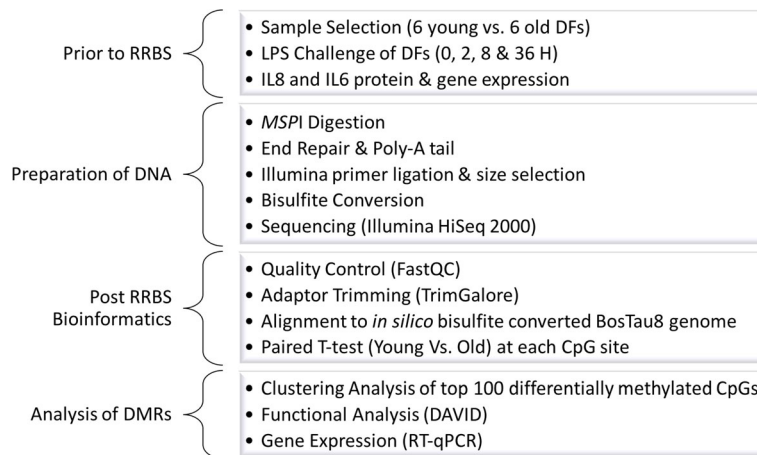 Prior to RRBS
• Sample Selection (6 young vs. 6 old DFs)
• LPS Challenge of DFs (0, 2, 8 & 36 H)
• IL8 and IL6 protein & gene expression
Preparation of DNA
• MSPI Digestion
• End Repair & Poly-A tail
• Illumina primer ligation & size selection
• Bisulfite Conversion
• Sequencing (Illumina HiSeq 2000)
Post RRBS
Bioinformatics
• Quality Control (FastQC)
• Adaptor Trimming (TrimGalore)
• Alignment to in silico bisulfite converted BosTau8 genome
• Paired T-test (Young Vs. Old) at each CpG site
Analysis of DMRs
• Clustering Analysis of top 100 differentially methylated CpGs
• Functional Analysis (DAVID)
• Gene Expression (RT-qPCR)